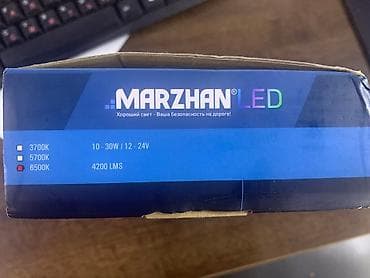 MARZHAN® LED
Хороший свет - Ваша безопасность на дороге!
3700K 10 - 30W / 12 - 24V
5700K
6500K 4200 LMS